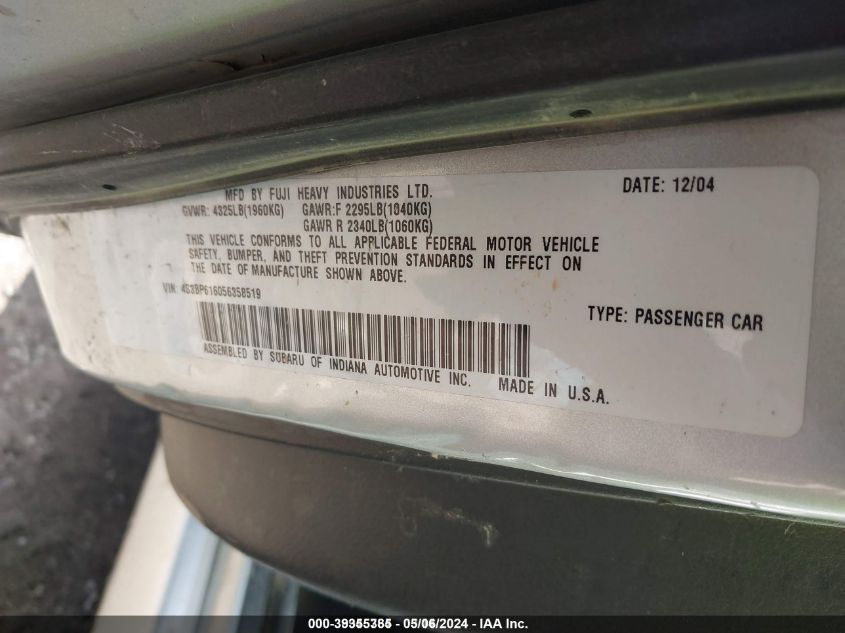 MFD BY FUJI HEAVY INDUSTRIES LTD. DATE: 12/04
GVWR: 4325LB(1960KG) GAWR:F 2295LB(1040KG)
GAWR R 2340LB(1060KG)
THIS VEHICLE CONFORMS TO ALL APPLICABLE FEDERAL MOTOR VEHICLE
SAFETY, BUMPER, AND THEFT PREVENTION STANDARDS IN EFFECT ON
THE DATE OF MANUFACTURE SHOWN ABOVE.
VIN: 4S3BP616056358519
TYPE: PASSENGER CAR
ASSEMBLED BY SUBARU OF INDIANA AUTOMOTIVE INC. MADE IN U.S.A.
000-39355385 - 05/06/2024 - IAA Inc.